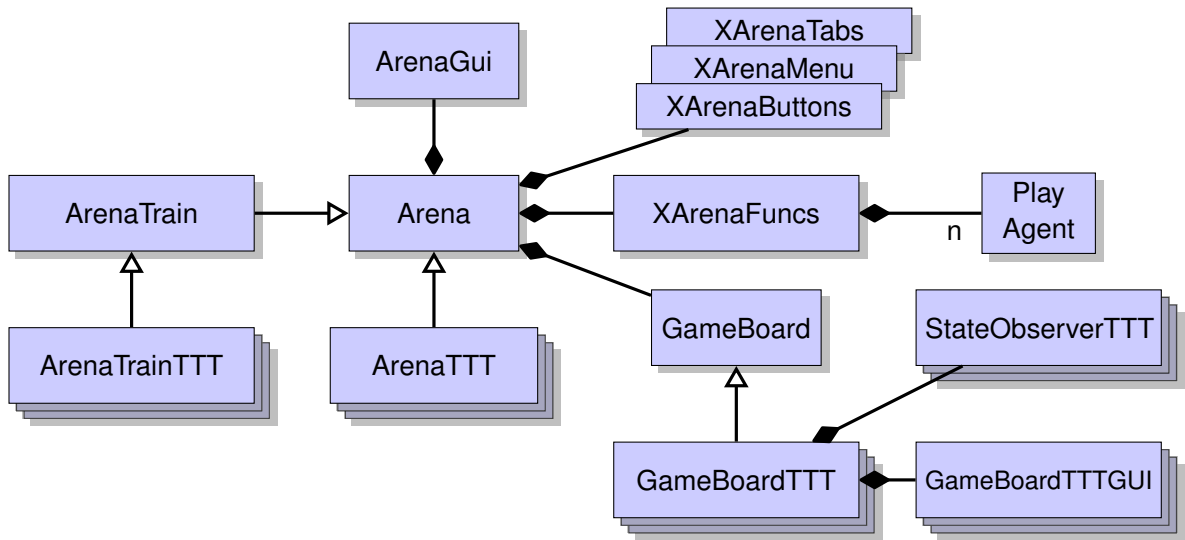 XArenaTabs
ArenaGui
XArenaMenu
XArenaButtons
ArenaTrain
Arena
XArenaFuncs
n
Play
Agent
GameBoard
StateObserverTTT
ArenaTrainTTT
ArenaTTT
GameBoardTTT
GameBoardTTTGUI